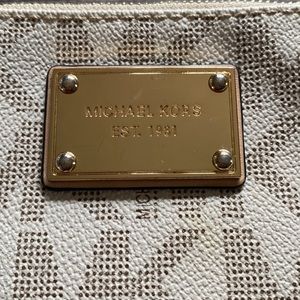 MICHAEL KORS
EST. 1981